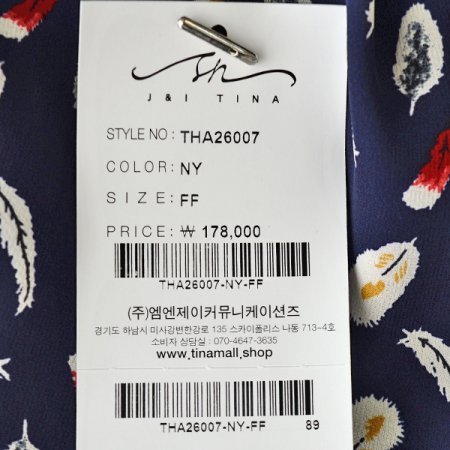 J & I TINA
STYLE NO: THA26007
COLOR: NY
SIZE: FF
PRICE: ₩ 178,000
THA26007-NY-FF
(주)엠엔제이커뮤니케이션즈
경기도 하남시 미사강변한강로 135 스카이폴리스 나동 713-4호
소비자 상담실 : 070-4647-3635
www.tinamall.shop
THA26007-NY-FF 89